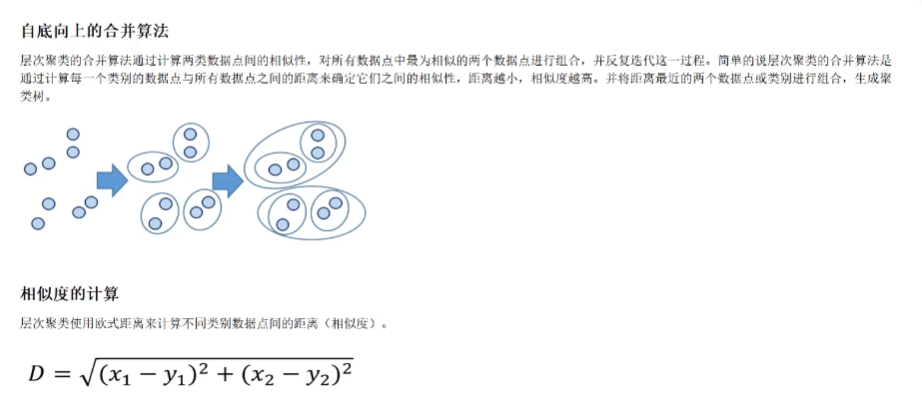 自底向上的合并算法
层次聚类的合并算法通过计算两类数据点间的相似性，对所有数据点中最为相似的两个数据点进行组合，并反复迭代这一过程。简单的说层次聚类的合并算法是
通过计算每一个类别的数据点与所有数据点之间的距离来确定它们之间的相似性，距离越小，相似度越高。并将距离最近的两个数据点或类别进行组合，生成聚
类树。
相似度的计算
层次聚类使用欧式距离来计算不同类别数据点间的距离（相似度）。
D = √(x₁ − y₁)² + (x₂ − y₂)²